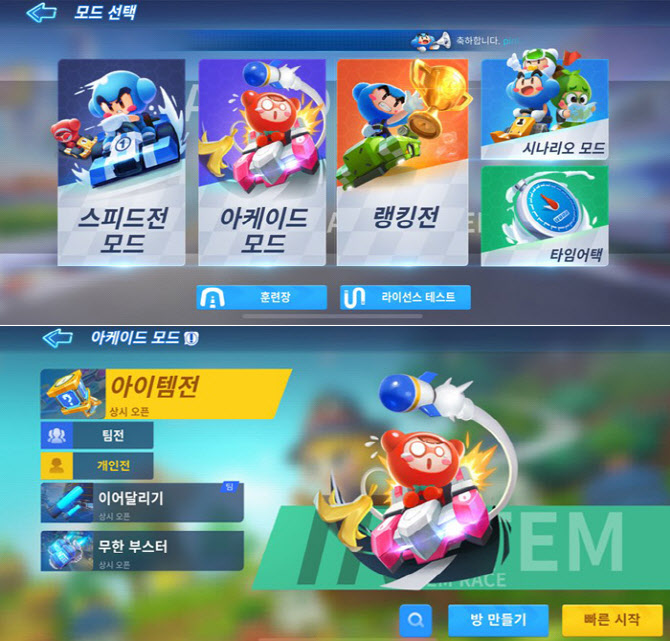 모드 선택
축하합니다.
스피드전
모드
아케이드
모드
랭킹전
시나리오 모드
타임어택
훈련장
라이선스 테스트
아케이드 모드
아이템전
상시 오픈
팀전
개인전
이어달리기
팀
상시 오픈
무한 부스터
상시 오픈
TEM
EM RACE
방 만들기
빠른 시작